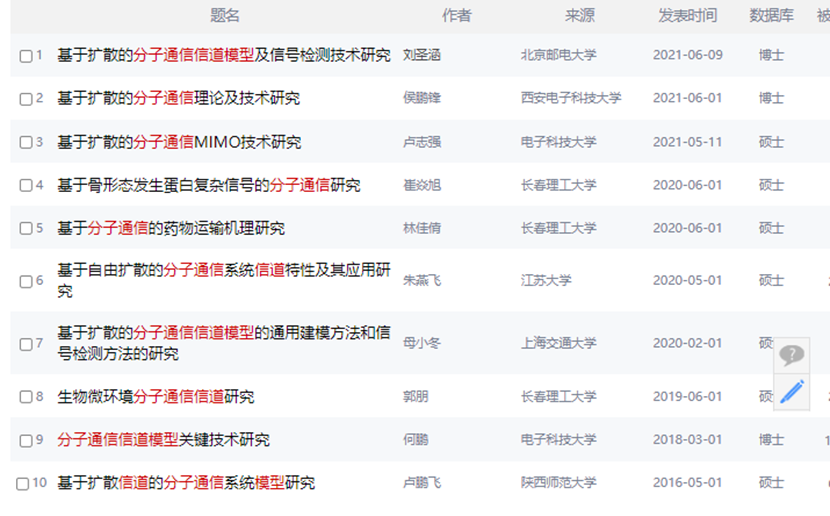 题名 作者 来源 发表时间 数据库 被
1 基于扩散的分子通信信道模型及信号检测技术研究 刘圣涵 北京邮电大学 2021-06-09 博士
2 基于扩散的分子通信理论及技术研究 侯鹏锋 西安电子科技大学 2021-06-01 博士
3 基于扩散的分子通信MIMO技术研究 卢志强 电子科技大学 2021-05-11 硕士
4 基于骨形态发生蛋白复杂信号的分子通信研究 崔焱旭 长春理工大学 2020-06-01 硕士
5 基于分子通信的药物运输机理研究 林佳倩 长春理工大学 2020-06-01 硕士
6 基于自由扩散的分子通信系统信道特性及其应用研
究 朱燕飞 江苏大学 2020-05-01 硕士
7 基于扩散的分子通信信道模型的通用建模方法和信
号检测方法的研究 母小冬 上海交通大学 2020-02-01 硕
8 生物微环境分子通信信道研究 郭朋 长春理工大学 2019-06-01 硕
9 分子通信信道模型关键技术研究 何鹏 电子科技大学 2018-03-01 博士
10 基于扩散信道的分子通信系统模型研究 卢鹏飞 陕西师范大学 2016-05-01 硕士